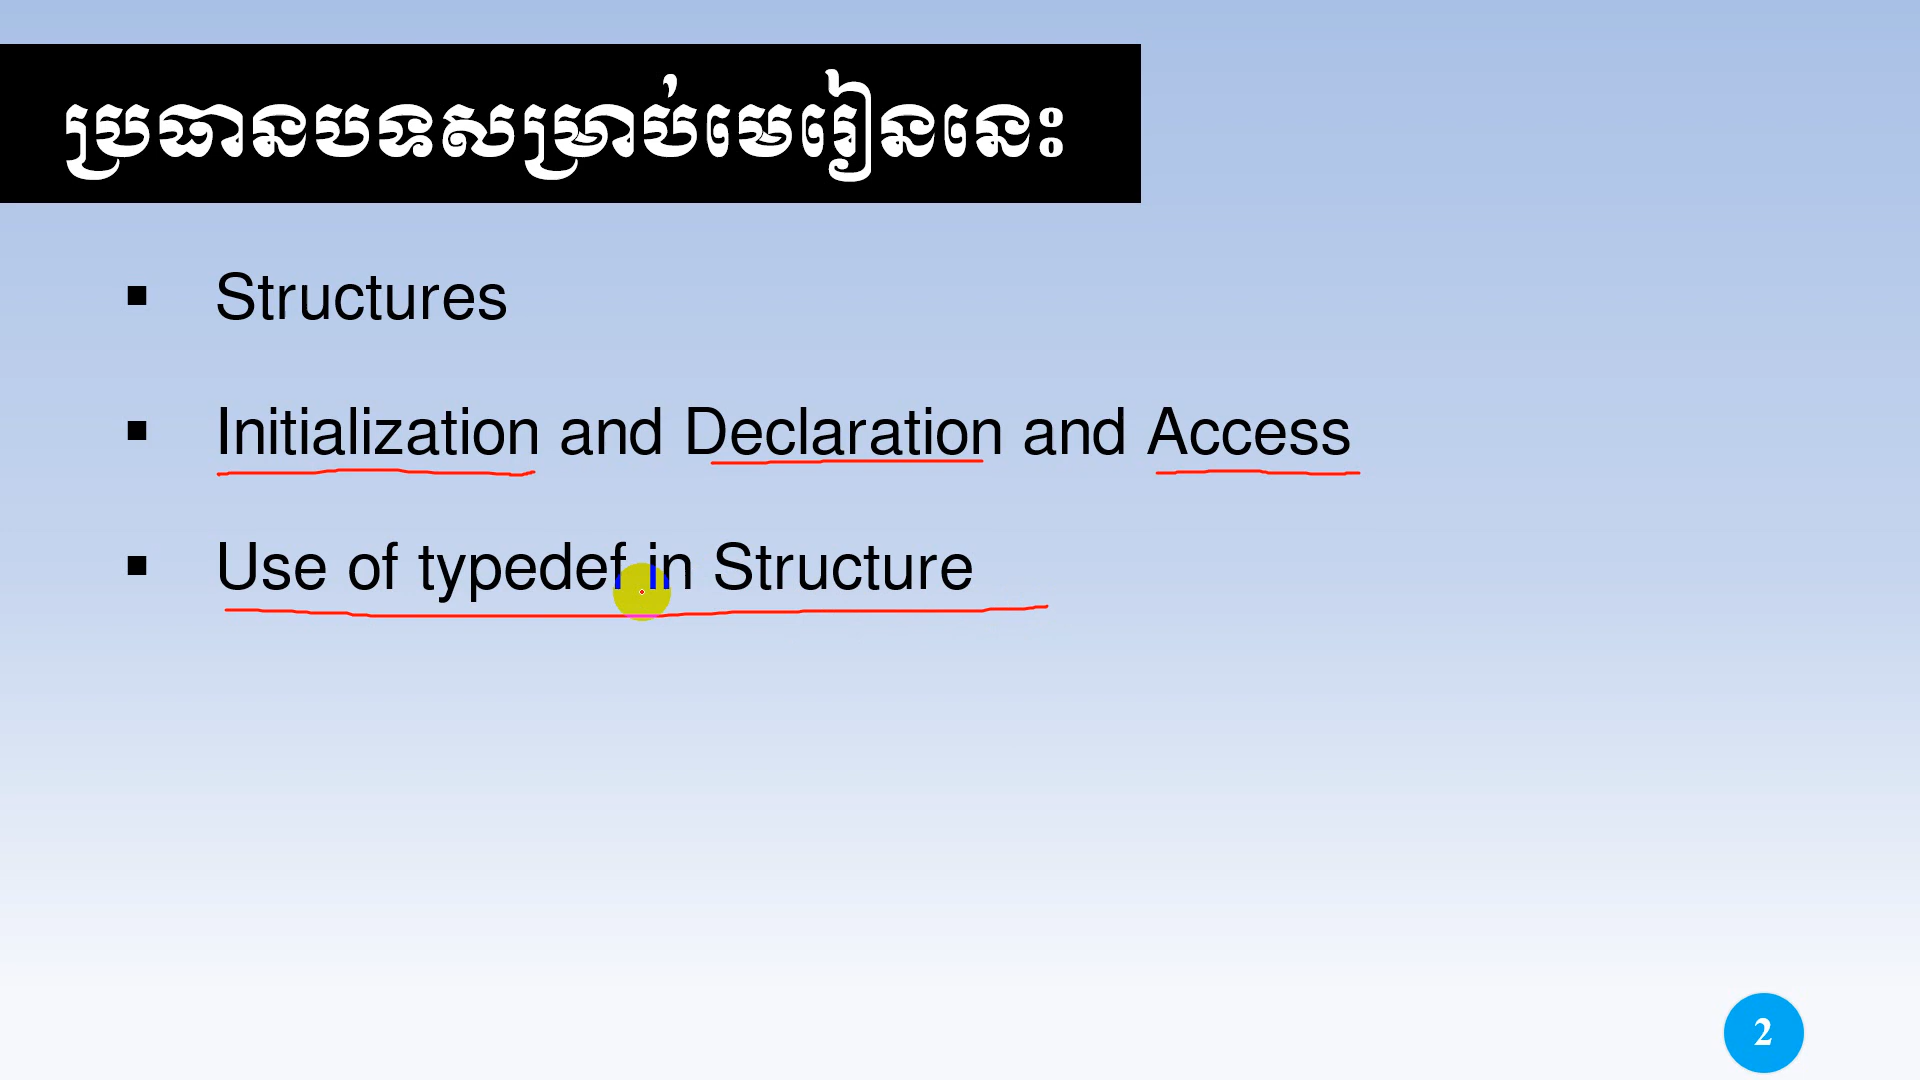 ប្រធានបទសម្រាប់មេរៀននេះ
▪ Structures
▪ Initialization and Declaration and Access
▪ Use of typedef in Structure
2